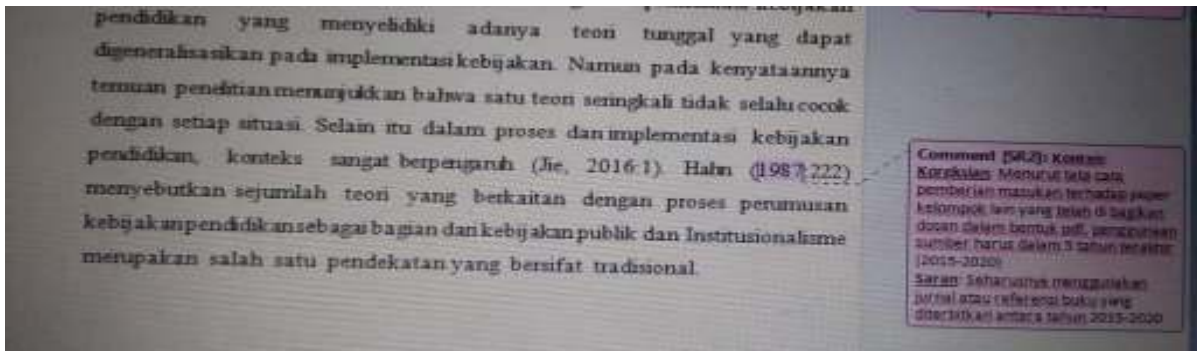 pendidikan yang menyelidiki adanya teori tunggal yang dapat
digeneralisasikan pada implementasi kebijakan. Namun pada kenyataannya
temuan penelitian menunjukkan bahwa satu teori seringkali tidak selalu cocok
dengan setiap situasi. Selain itu dalam proses dan implementasi kebijakan
pendidikan, konteks sangat berpengaruh (Jie, 2016:1). Hahn (1987:222)
menyebutkan sejumlah teori yang berkaitan dengan proses perumusan
kebijakan pendidikan sebagai bagian dari kebijakan publik dan Institusionalisme
merupakan salah satu pendekatan yang bersifat tradisional.
Comment [SR2]: Konten
Koreksian: Menurut tata cara
pemberian masukan terhadap paper
kelompok lain yang telah di bagikan
dosen dalam bentuk pdf, penggunaan
sumber harus dalam 5 tahun terakhir
(2015-2020)
Saran: Seharusnya menggunakan
jurnal atau referensi buku yang
diterbitkan antara tahun 2015-2020